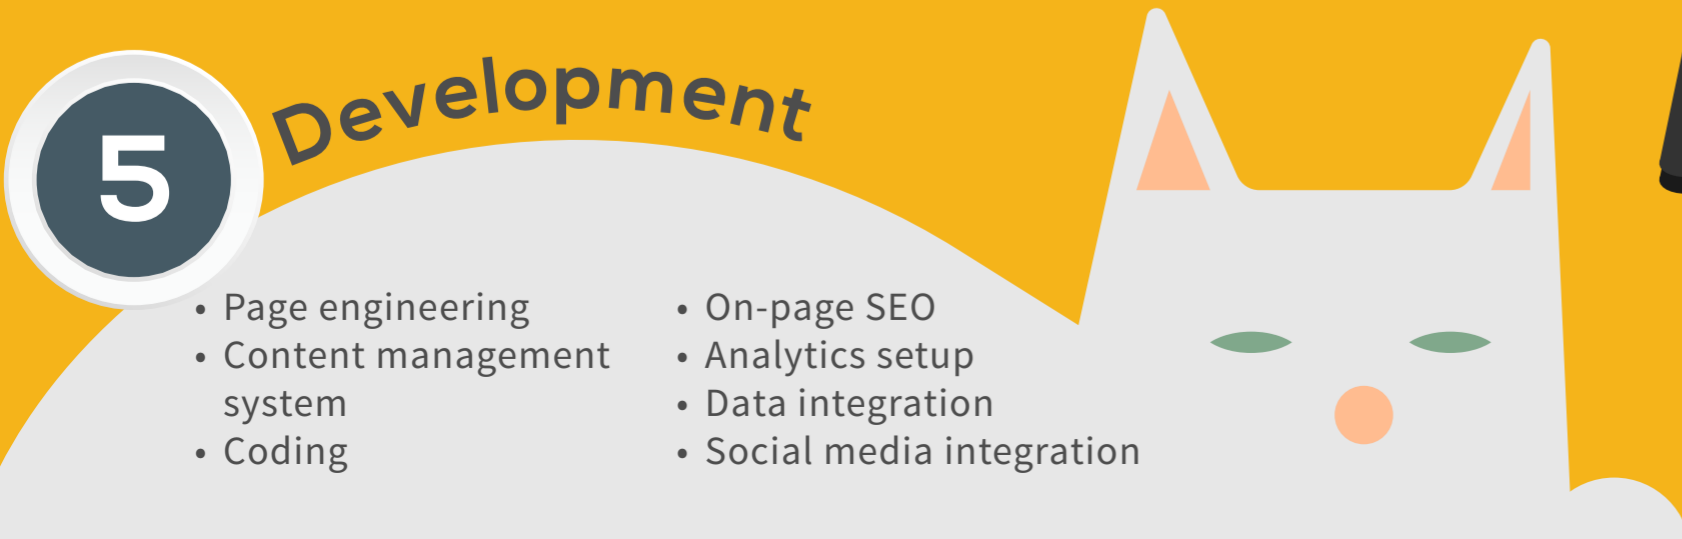 5
Development
• Page engineering
• Content management
system
• Coding
• On-page SEO
• Analytics setup
• Data integration
• Social media integration